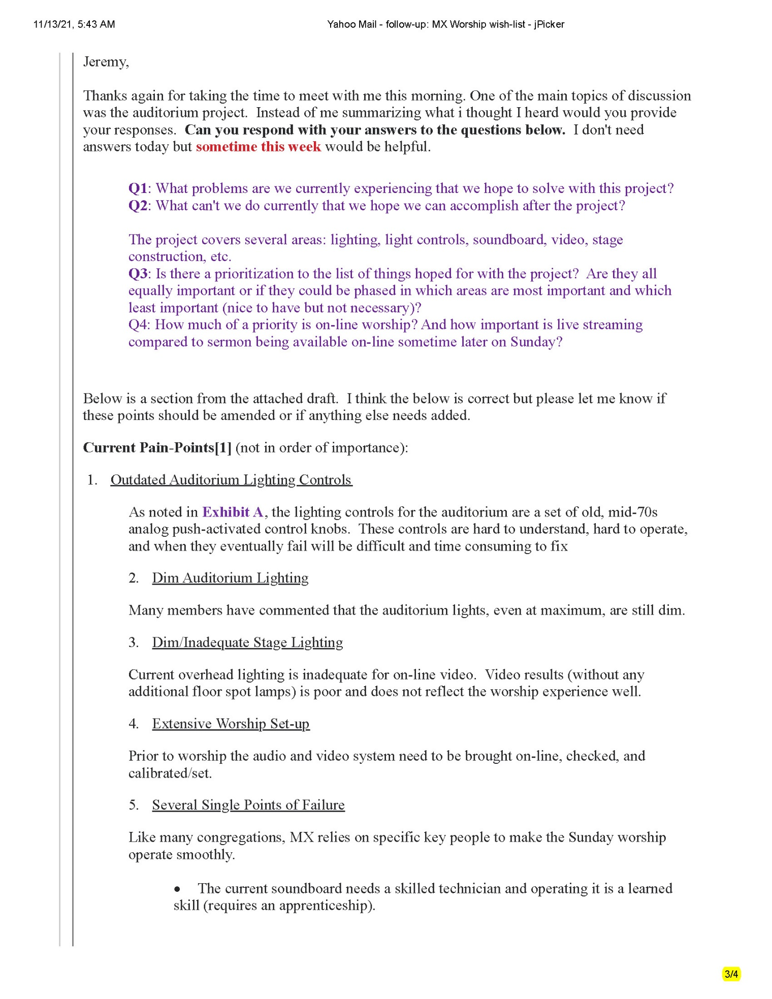 11/13/21, 5:43 AM
Yahoo Mail - follow-up: MX Worship wish-list - jPicker
Jeremy,
Thanks again for taking the time to meet with me this morning. One of the main topics of discussion
was the auditorium project.  Instead of me summarizing what i thought I heard would you provide
your responses.  Can you respond with your answers to the questions below.  I don't need
answers today but sometime this week would be helpful.
Q1: What problems are we currently experiencing that we hope to solve with this project?
Q2: What can't we do currently that we hope we can accomplish after the project?
The project covers several areas: lighting, light controls, soundboard, video, stage
construction, etc.
Q3: Is there a prioritization to the list of things hoped for with the project?  Are they all
equally important or if they could be phased in which areas are most important and which
least important (nice to have but not necessary)?
Q4: How much of a priority is on-line worship? And how important is live streaming
compared to sermon being available on-line sometime later on Sunday?
Below is a section from the attached draft.  I think the below is correct but please let me know if
these points should be amended or if anything else needs added.
Current Pain-Points[1] (not in order of importance):
1. Outdated Auditorium Lighting Controls
As noted in Exhibit A, the lighting controls for the auditorium are a set of old, mid-70s
analog push-activated control knobs.  These controls are hard to understand, hard to operate,
and when they eventually fail will be difficult and time consuming to fix
2. Dim Auditorium Lighting
Many members have commented that the auditorium lights, even at maximum, are still dim.
3. Dim/Inadequate Stage Lighting
Current overhead lighting is inadequate for on-line video.  Video results (without any
additional floor spot lamps) is poor and does not reflect the worship experience well.
4. Extensive Worship Set-up
Prior to worship the audio and video system need to be brought on-line, checked, and
calibrated/set.
5. Several Single Points of Failure
Like many congregations, MX relies on specific key people to make the Sunday worship
operate smoothly.
• The current soundboard needs a skilled technician and operating it is a learned
skill (requires an apprenticeship).
3/4